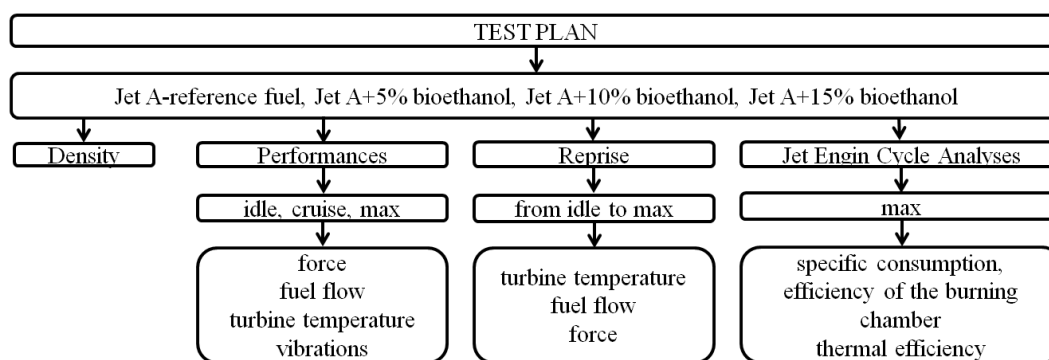 TEST PLAN
Jet A-reference fuel, Jet A+5% bioethanol, Jet A+10% bioethanol, Jet A+15% bioethanol
Density
Performances
Reprise
Jet Engin Cycle Analyses
idle, cruise, max
from idle to max
max
force
fuel flow
turbine temperature
vibrations
turbine temperature
fuel flow
force
specific consumption,
efficiency of the burning
chamber
thermal efficiency